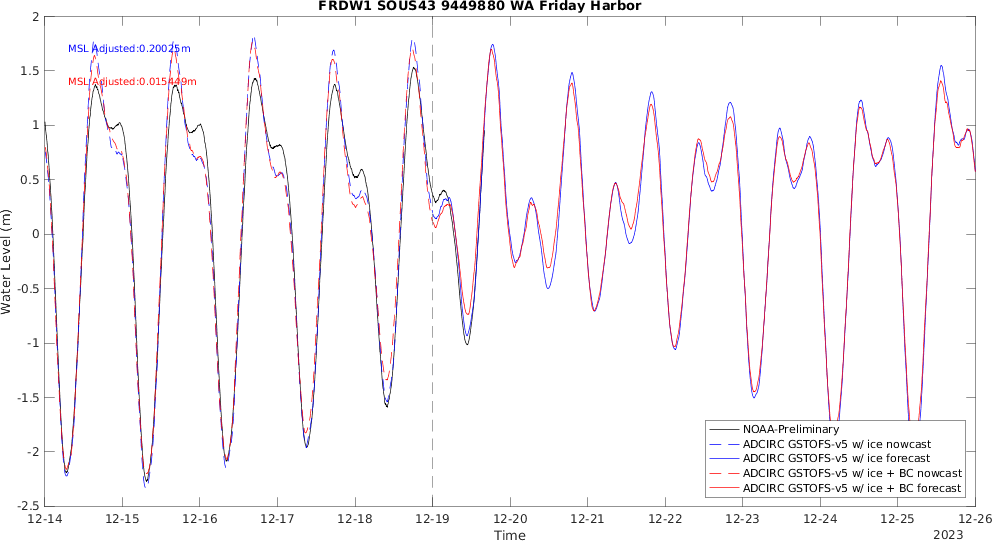 FRDW1 SOUS43 9449880 WA Friday Harbor
MSL Adjusted:0.20025m
MSL Adjusted:0.015449m
Water Level (m)
2
1.5
1
0.5
0
-0.5
-1
-1.5
-2
-2.5
NOAA-Preliminary
ADCIRC GSTOFS-v5 w/ ice nowcast
ADCIRC GSTOFS-v5 w/ ice forecast
ADCIRC GSTOFS-v5 w/ ice + BC nowcast
ADCIRC GSTOFS-v5 w/ ice + BC forecast
12-14 12-15 12-16 12-17 12-18 12-19 12-20 12-21 12-22 12-23 12-24 12-25 12-26
Time
2023